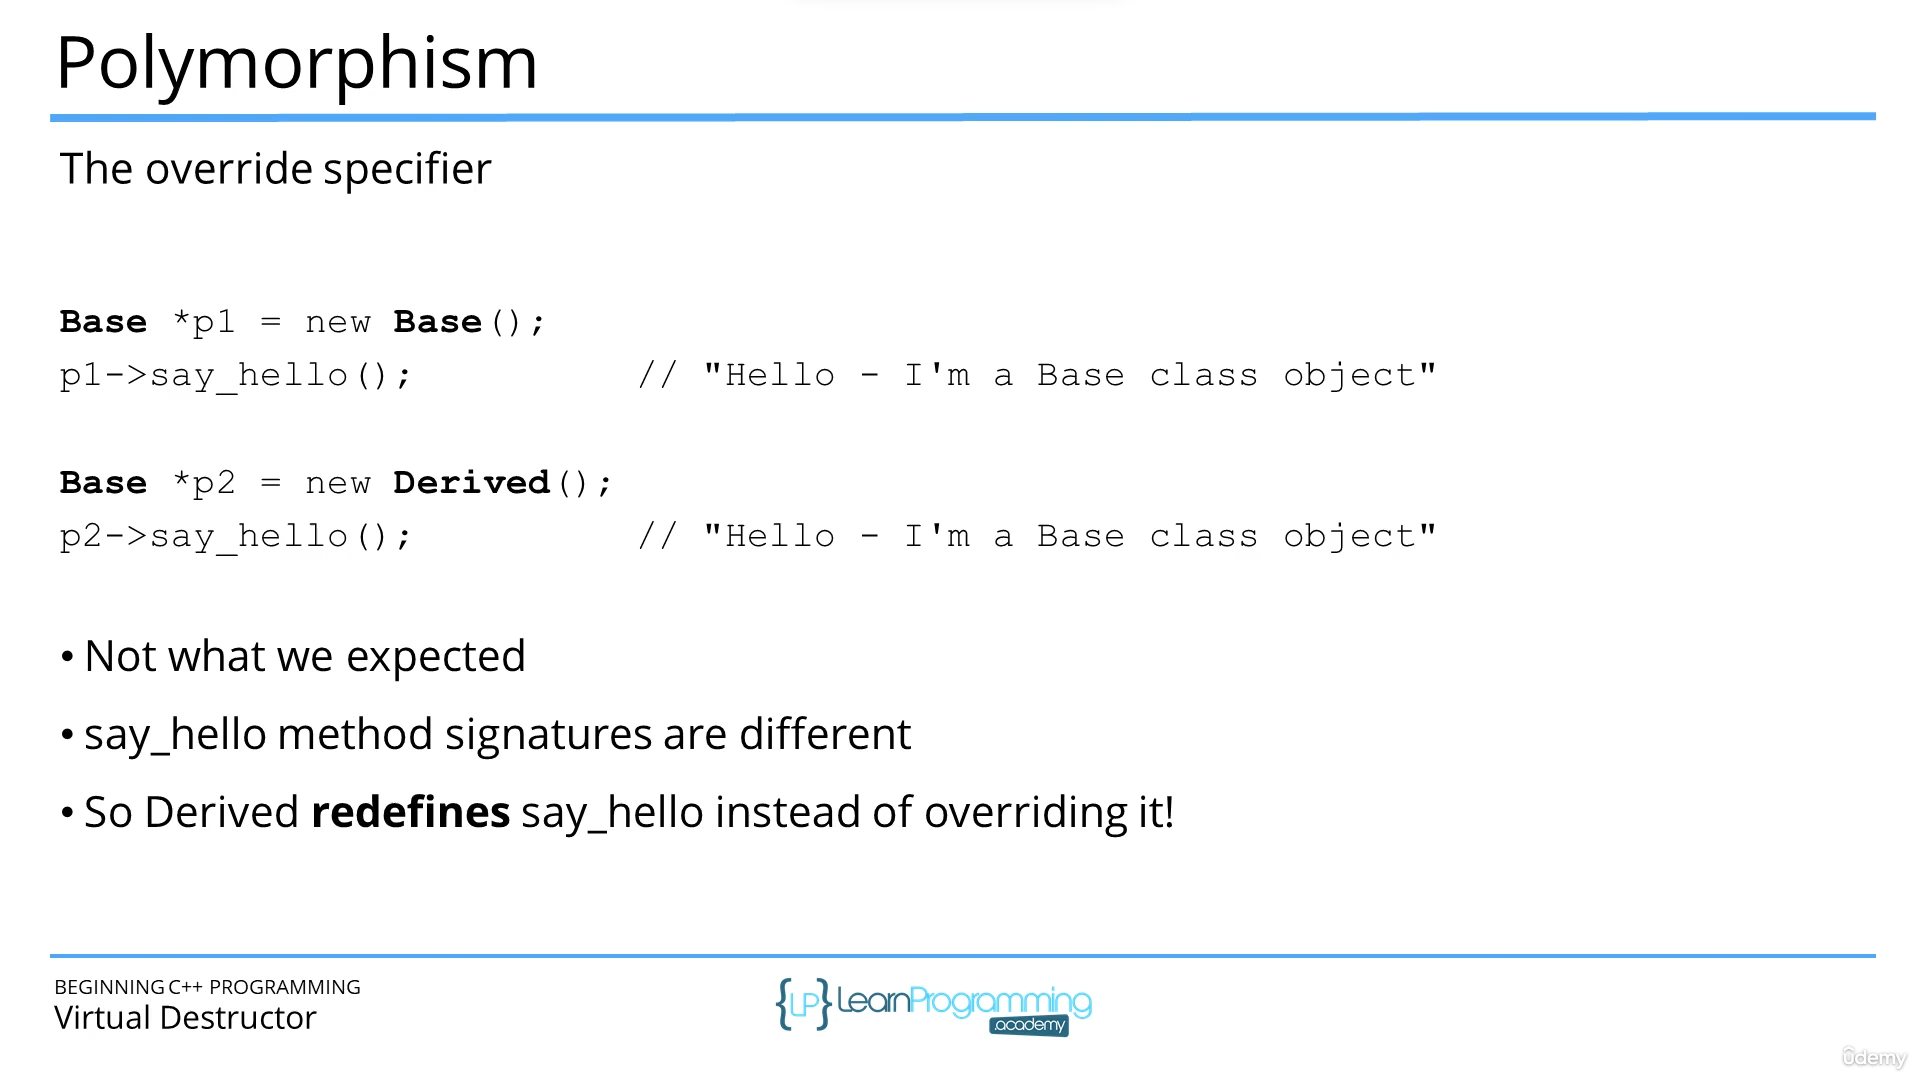 Polymorphism
The override specifier
Base *p1 = new Base();
p1->say_hello(); // "Hello - I'm a Base class object"
Base *p2 = new Derived();
p2->say_hello(); // "Hello - I'm a Base class object"
• Not what we expected
• say_hello method signatures are different
• So Derived redefines say_hello instead of overriding it!
BEGINNING C++ PROGRAMMING
Virtual Destructor
{LP} LearnProgramming
.academy
ûdemy